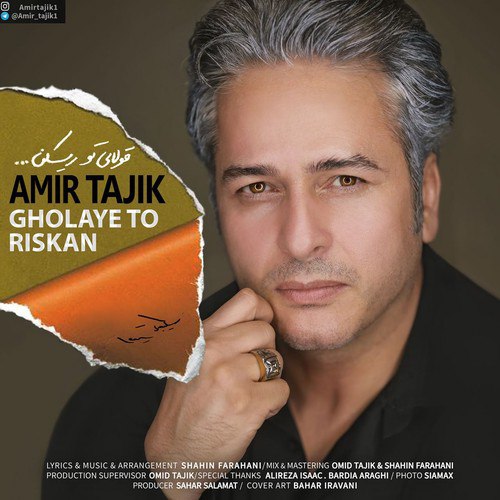 Amirtajik1
@Amir_tajik1
قولای تو ریسکن ...
AMIR TAJIK
GHOLAYE TO
RISKAN
LYRICS & MUSIC & ARRANGEMENT SHAHIN FARAHANI/MIX & MASTERING OMID TAJIK & SHAHIN FARAHANI
PRODUCTION SUPERVISOR OMID TAJIK/SPECIAL THANKS ALIREZA ISAAC . BARDIA ARAGHI / PHOTO SIAMAX
PRODUCER SAHAR SALAMAT / COVER ART BAHAR IRAVANI